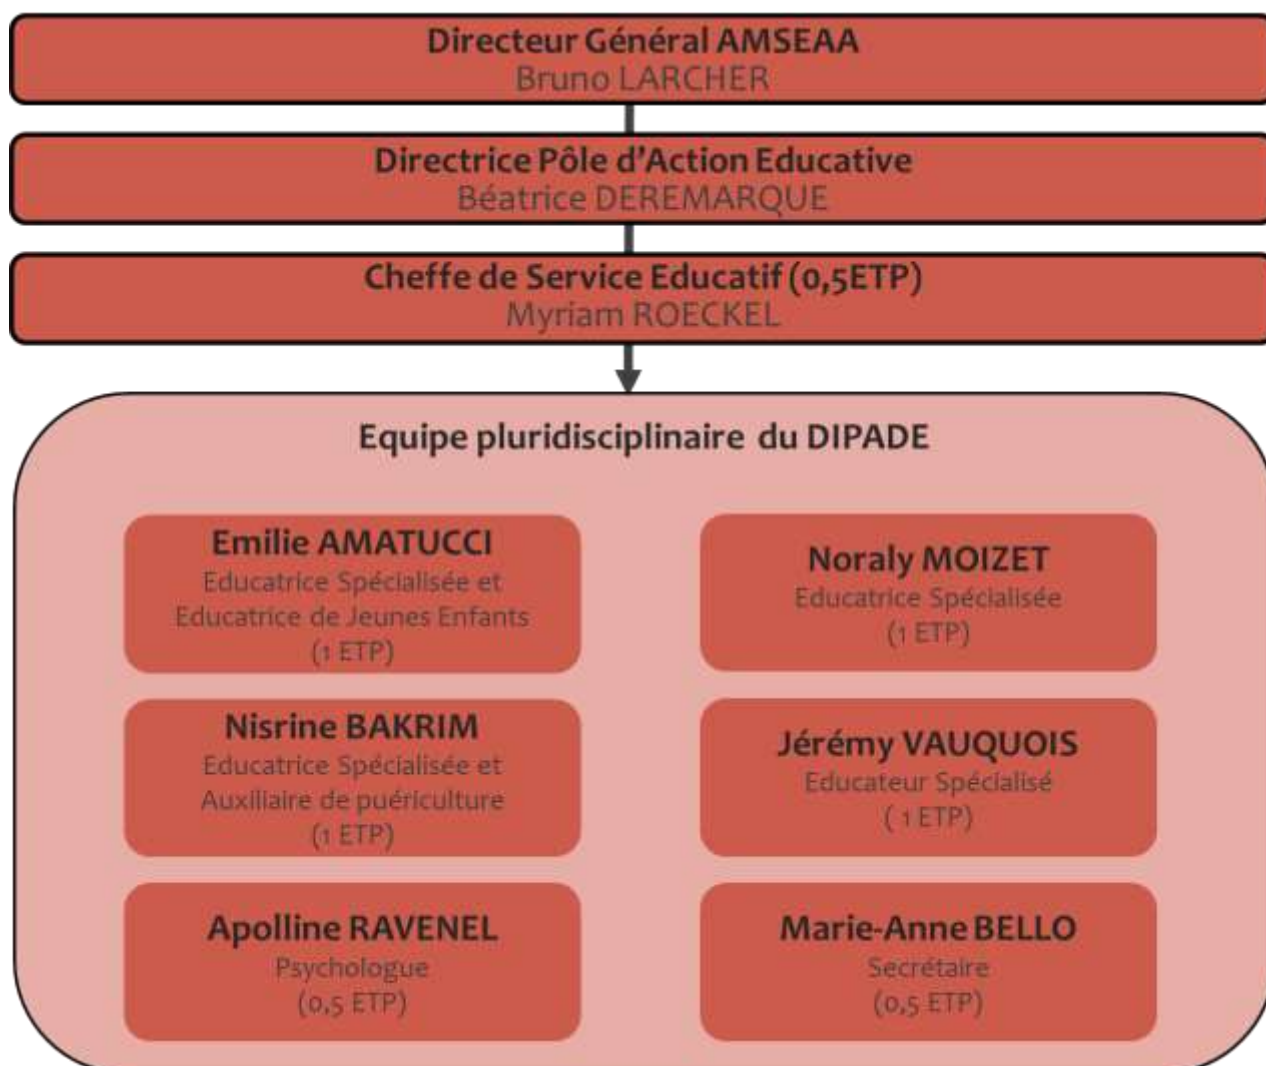 Directeur Général AMSEAA
Bruno LARCHER
Directrice Pôle d'Action Educative
Béatrice DEREMARQUE
Cheffe de Service Educatif (0,5ETP)
Myriam ROECKEL
Equipe pluridisciplinaire du DIPADE
Emilie AMATUCCI
Educatrice Spécialisée et
Educatrice de Jeunes Enfants
(1 ETP)
Noraly MOIZET
Educatrice Spécialisée
(1 ETP)
Nisrine BAKRIM
Educatrice Spécialisée et
Auxiliaire de puériculture
(1 ETP)
Jérémy VAUQUOIS
Educateur Spécialisé
( 1 ETP)
Apolline RAVENEL
Psychologue
(0,5 ETP)
Marie-Anne BELLO
Secrétaire
(0,5 ETP)